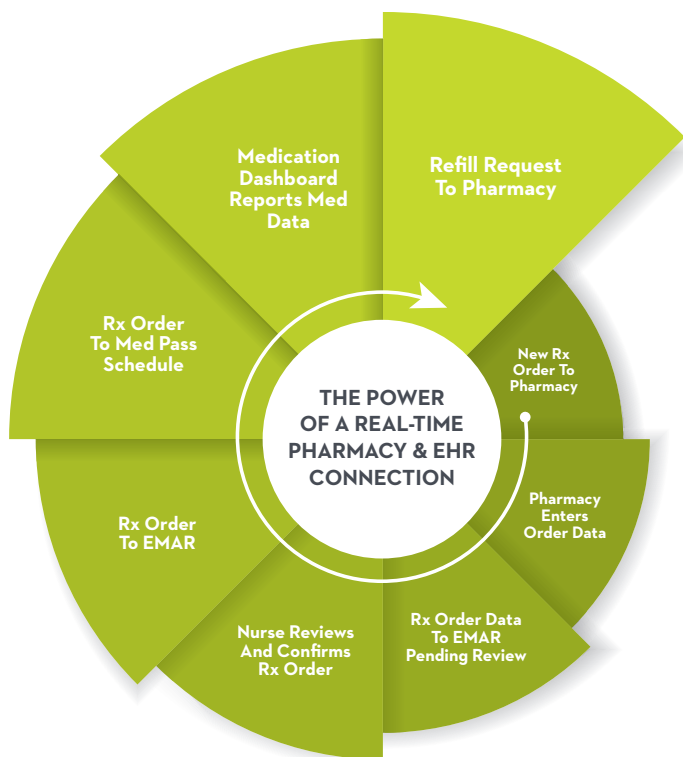 THE POWER
OF A REAL-TIME
PHARMACY & EHR
CONNECTION
New Rx
Order To
Pharmacy
Pharmacy
Enters
Order Data
Rx Order Data
To EMAR
Pending Review
Nurse Reviews
And Confirms
Rx Order
Rx Order
To EMAR
Rx Order
To Med Pass
Schedule
Medication
Dashboard
Reports Med
Data
Refill Request
To Pharmacy